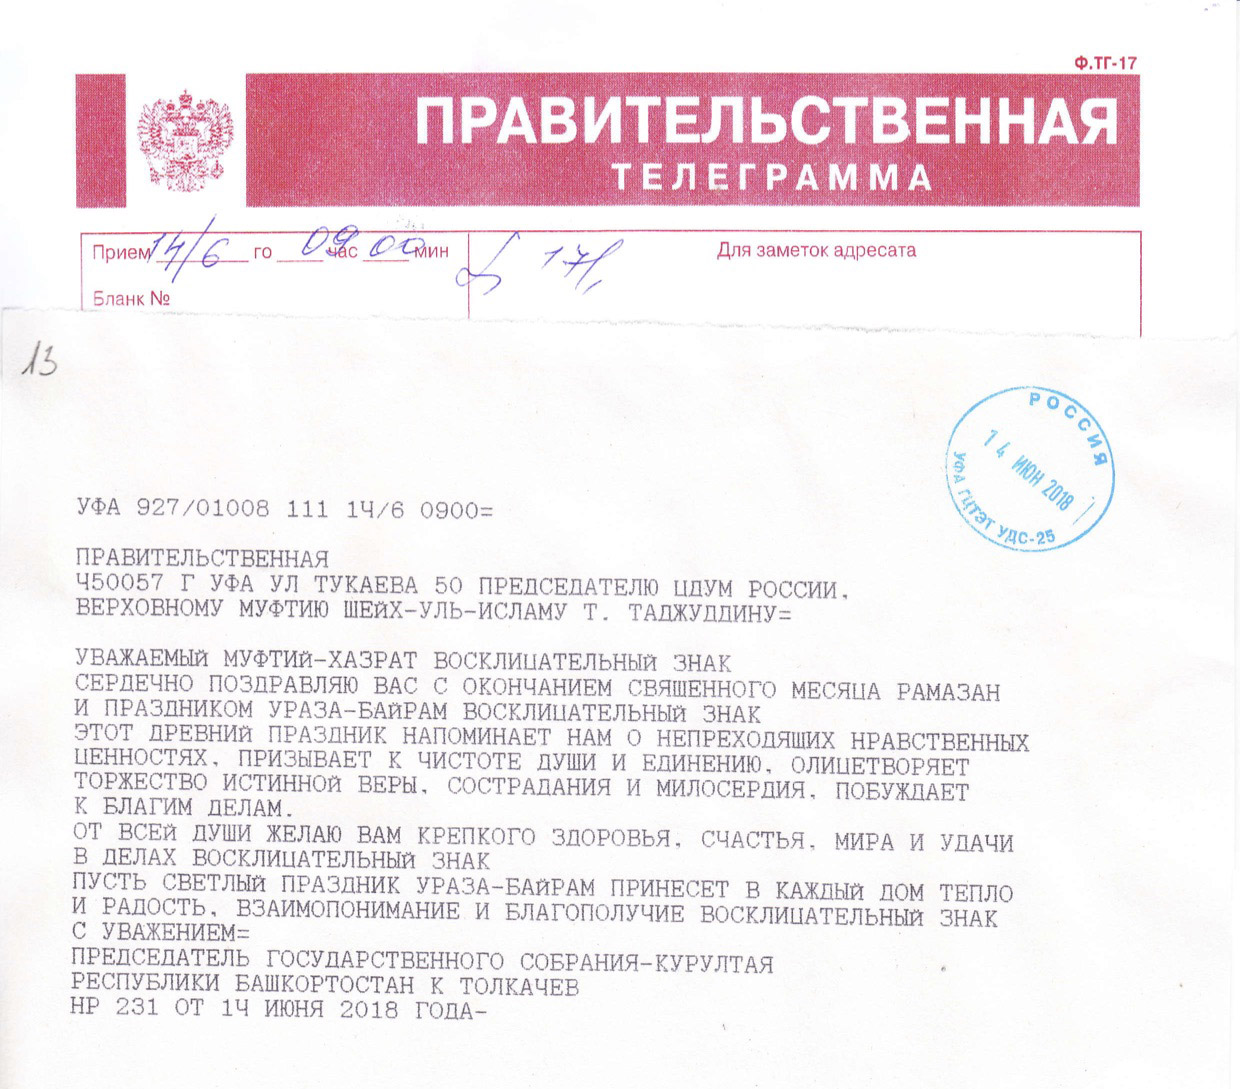 Ф.ТГ-17
ПРАВИТЕЛЬСТВЕННАЯ
ТЕЛЕГРАММА
Прием 14/6 го 09 час 00 мин
Для заметок адресата
Бланк №
13
РОССИЯ
14 ИЮН 2018
УФА ГЦТЭТ УДС-25
УФА 927/01008 111 1Ч/6 0900=
ПРАВИТЕЛЬСТВЕННАЯ
Ч50057 Г УФА УЛ ТУКАЕВА 50 ПРЕДСЕДАТЕЛЮ ЦДУМ РОССИИ,
ВЕРХОВНОМУ МУФТИЮ ШЕЙХ-УЛЬ-ИСЛАМУ Т. ТАДЖУДДИНУ=
УВАЖАЕМЫЙ МУФТИЙ-ХАЗРАТ ВОСКЛИЦАТЕЛЬНЫЙ ЗНАК
СЕРДЕЧНО ПОЗДРАВЛЯЮ ВАС С ОКОНЧАНИЕМ СВЯШЕННОГО МЕСЯЦА РАМАЗАН
И ПРАЗДНИКОМ УРАЗА-БАЙРАМ ВОСКЛИЦАТЕЛЬНЫЙ ЗНАК
ЭТОТ ДРЕВНИЙ ПРАЗДНИК НАПОМИНАЕТ НАМ О НЕПРЕХОДЯЩИХ НРАВСТВЕННЫХ
ЦЕННОСТЯХ, ПРИЗЫВАЕТ К ЧИСТОТЕ ДУШИ И ЕДИНЕНИЮ, ОЛИЦЕТВОРЯЕТ
ТОРЖЕСТВО ИСТИННОЙ ВЕРЫ, СОСТРАДАНИЯ И МИЛОСЕРДИЯ, ПОБУЖДАЕТ
К БЛАГИМ ДЕЛАМ.
ОТ ВСЕЙ ДУШИ ЖЕЛАЮ ВАМ КРЕПКОГО ЗДОРОВЬЯ, СЧАСТЬЯ, МИРА И УДАЧИ
В ДЕЛАХ ВОСКЛИЦАТЕЛЬНЫЙ ЗНАК
ПУСТЬ СВЕТЛЫЙ ПРАЗДНИК УРАЗА-БАЙРАМ ПРИНЕСЕТ В КАЖДЫЙ ДОМ ТЕПЛО
И РАДОСТЬ, ВЗАИМОПОНИМАНИЕ И БЛАГОПОЛУЧИЕ ВОСКЛИЦАТЕЛЬНЫЙ ЗНАК
С УВАЖЕНИЕМ=
ПРЕДСЕДАТЕЛЬ ГОСУДАРСТВЕННОГО СОБРАНИЯ-КУРУЛТАЯ
РЕСПУБЛИКИ БАШКОРТОСТАН К ТОЛКАЧЕВ
НР 231 ОТ 1Ч ИЮНЯ 2018 ГОДА-